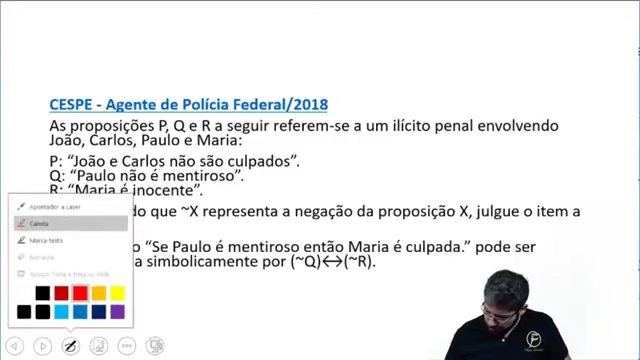 CESPE - Agente de Polícia Federal/2018
As proposições P, Q e R a seguir referem-se a um ilícito penal envolvendo
João, Carlos, Paulo e Maria:
P: “João e Carlos não são culpados”.
Q: “Paulo não é mentiroso”.
R: “Maria é inocente”.
Apontador a Laser
Caneta
Marca-texto
Borracha
do que ~X representa a negação da proposição X, julgue o item a
o “Se Paulo é mentiroso então Maria é culpada.” pode ser
a simbolicamente por (~Q)↔(~R).